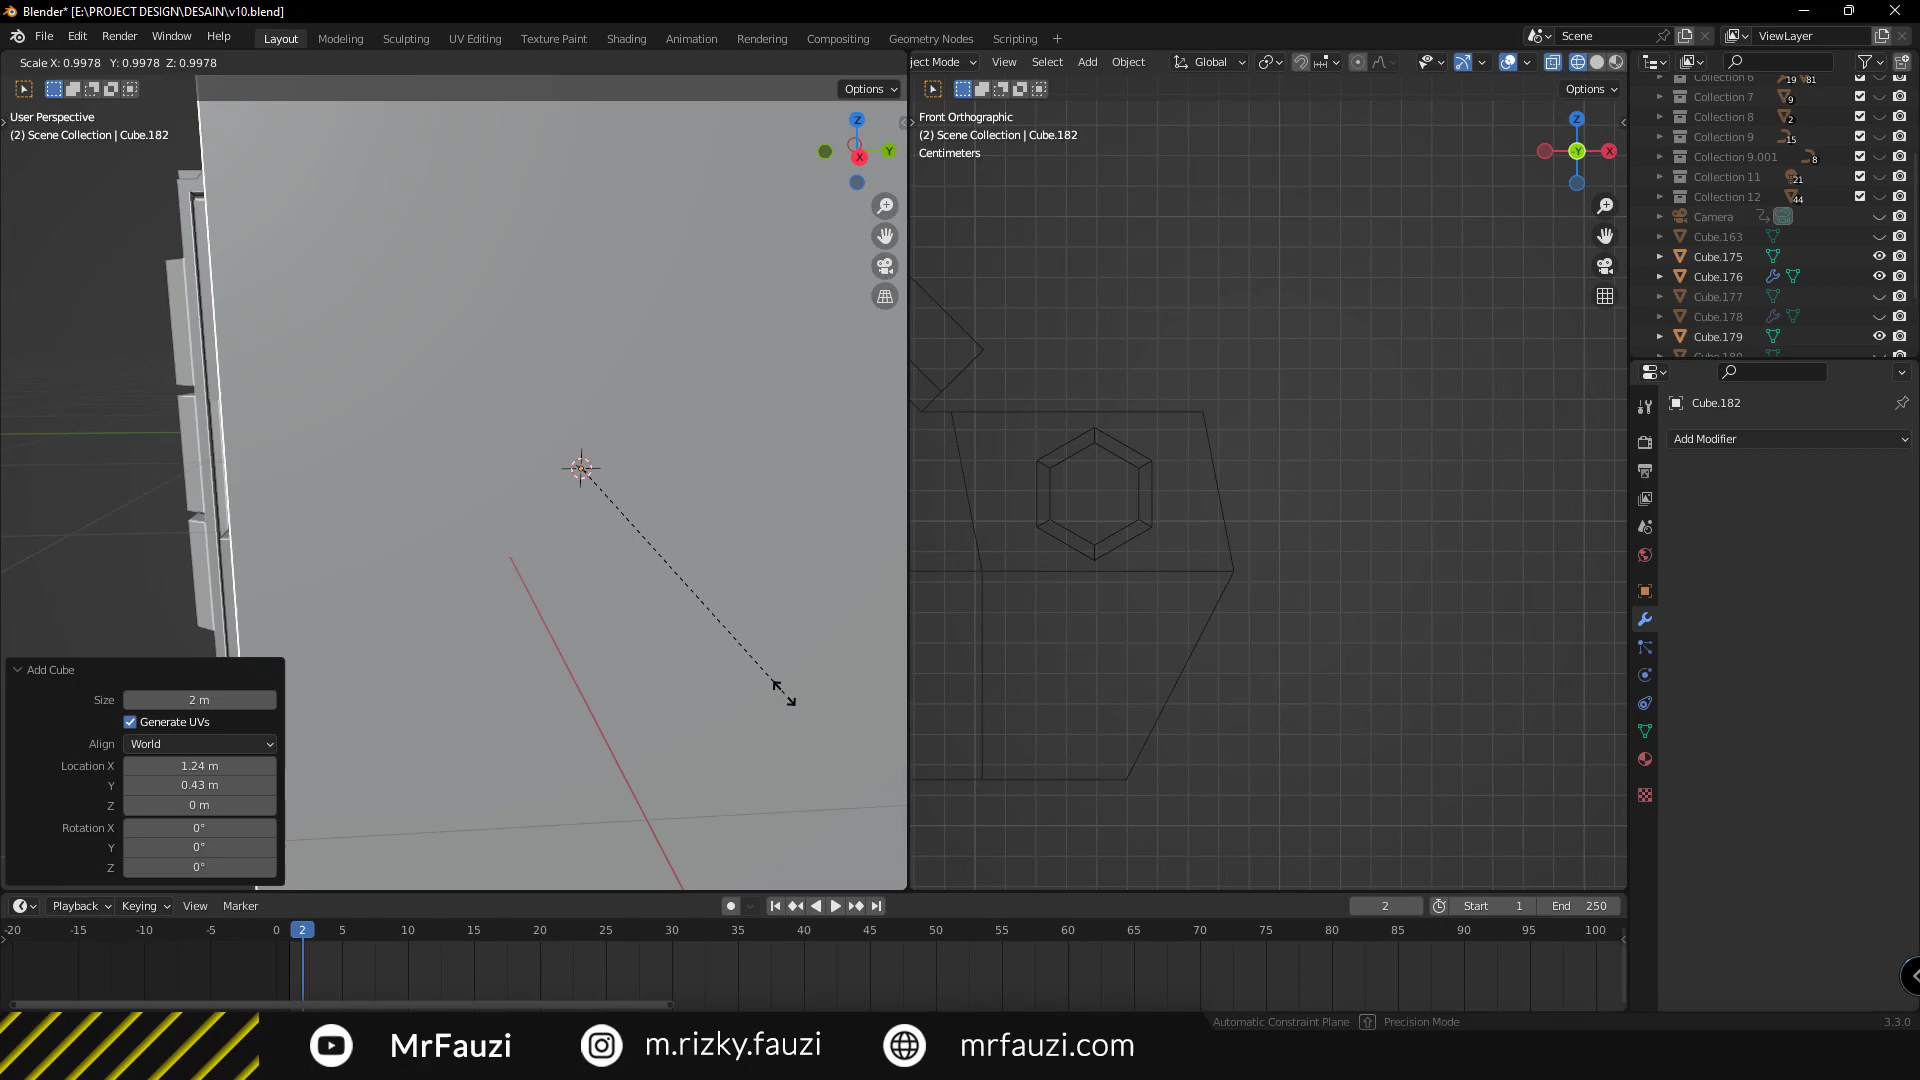 Blender* [E:\PROJECT DESIGN\DESAIN\v10.blend]
File Edit Render Window Help Layout Modeling Sculpting UV Editing Texture Paint Shading Animation Rendering Compositing Geometry Nodes Scripting + Scene ViewLayer
Scale X: 0.9978 Y: 0.9978 Z: 0.9978
ject Mode View Select Add Object Global
Options
Options
User Perspective
(2) Scene Collection | Cube.182
Z
Y
X
Front Orthographic
(2) Scene Collection | Cube.182
Centimeters
Z
-Y
X
Collection 6 19 81
Collection 7 9
Collection 8 2
Collection 9 15
Collection 9.001 8
Collection 11 21
Collection 12 44
Camera
Cube.163
Cube.175
Cube.176
Cube.177
Cube.178
Cube.179
Cube.180
Cube.182
Add Modifier
Add Cube
Size 2 m
Generate UVs
Align World
Location X 1.24 m
Y 0.43 m
Z 0 m
Rotation X 0°
Y 0°
Z 0°
Playback Keying View Marker 2 Start 1 End 250
-20 -15 -10 -5 0 2 5 10 15 20 25 30 35 40 45 50 55 60 65 70 75 80 85 90 95 100
Automatic Constraint Plane Precision Mode 3.3.0
MrFauzi m.rizky.fauzi mrfauzi.com